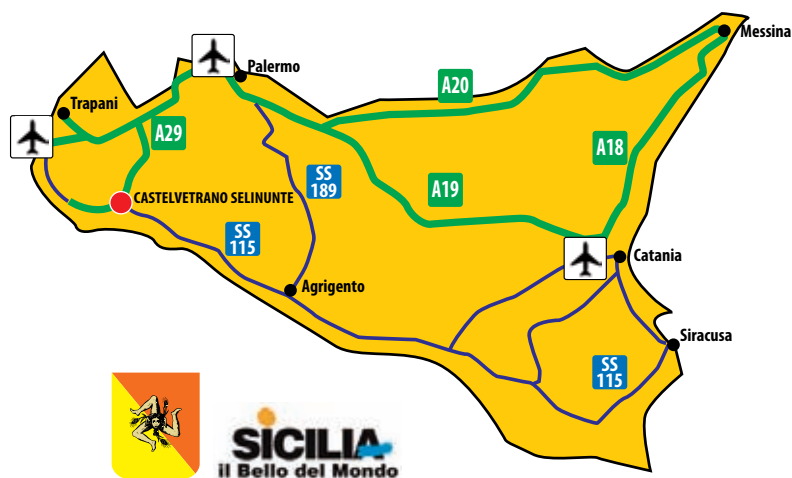 Messina
Palermo
A20
Trapani
A29
A18
SS
189
A19
CASTELVETRANO SELINUNTE
SS
115
Catania
Agrigento
Siracusa
SS
115
SICILIA
il Bello del Mondo